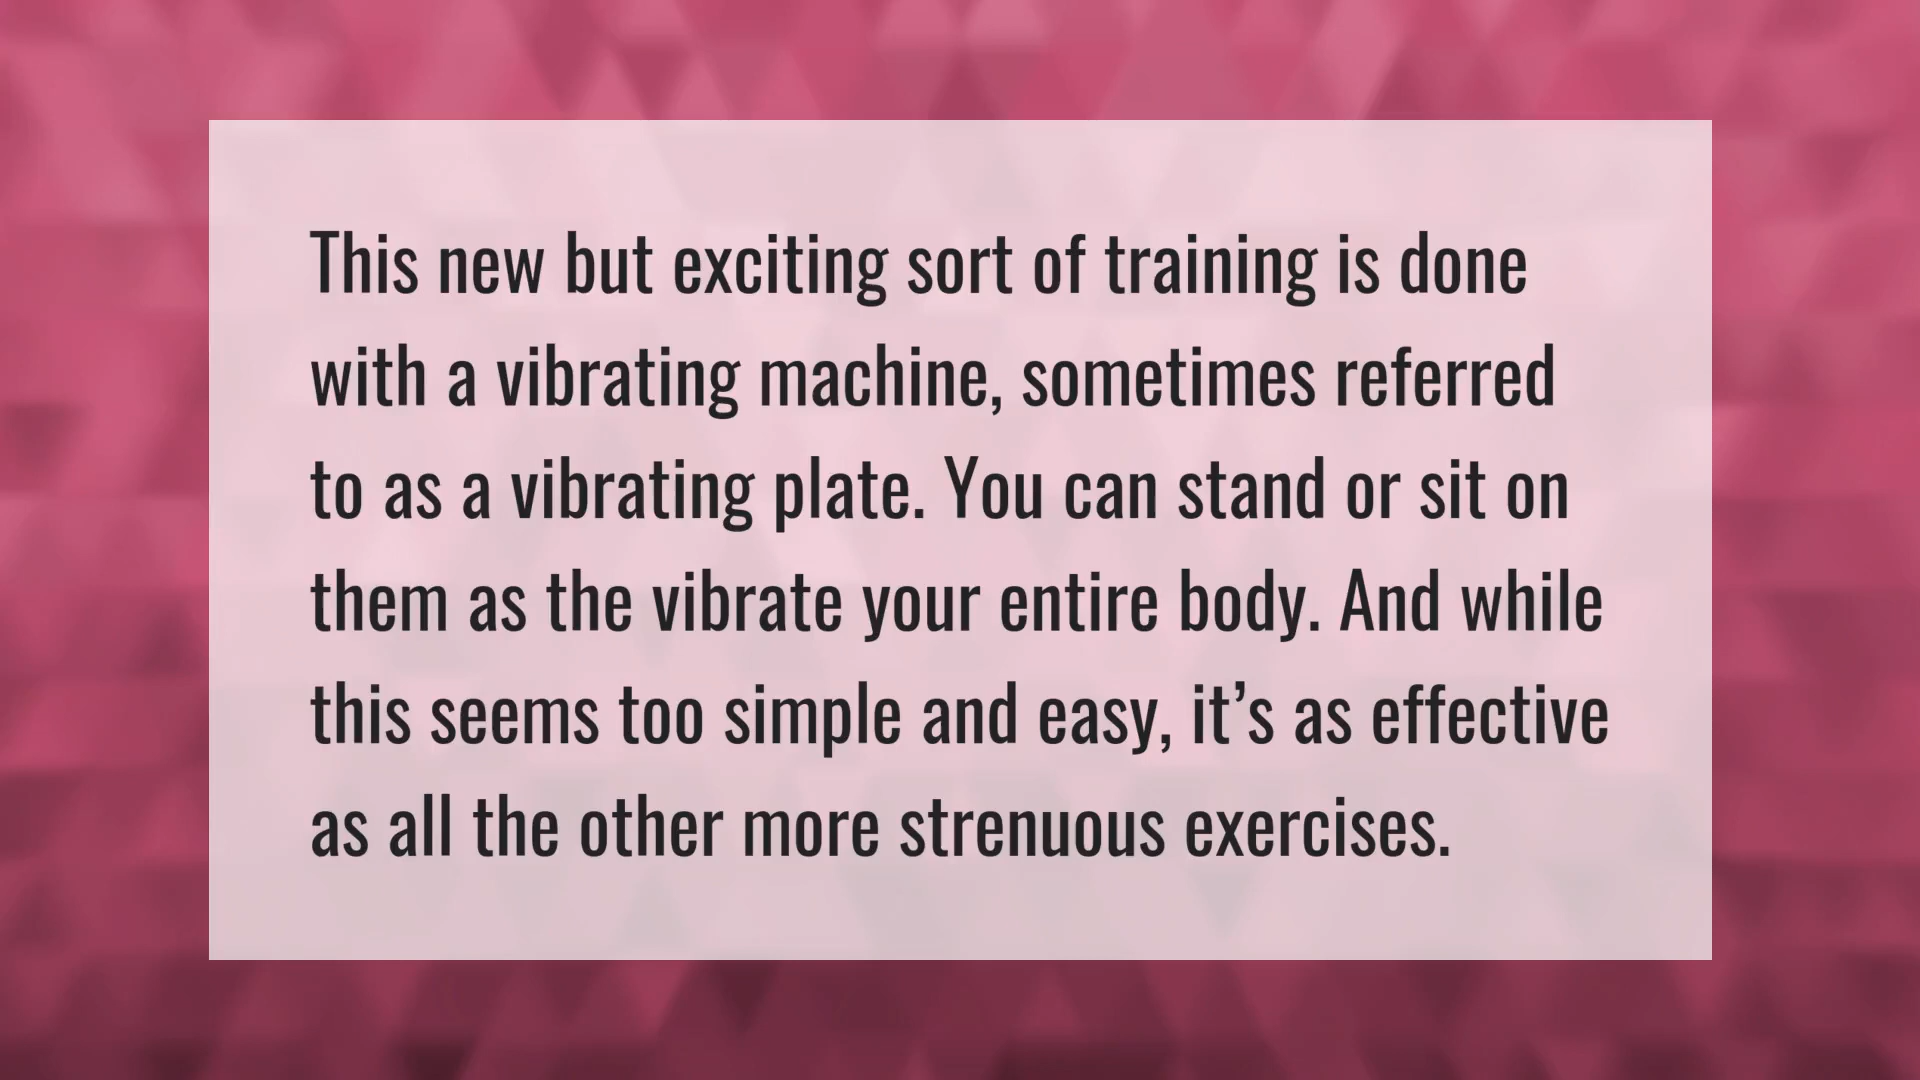 This new but exciting sort of training is done
with a vibrating machine, sometimes referred
to as a vibrating plate. You can stand or sit on
them as the vibrate your entire body. And while
this seems too simple and easy, it’s as effective
as all the other more strenuous exercises.